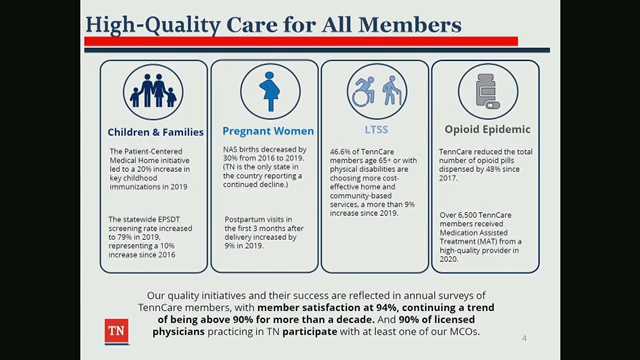 High-Quality Care for All Members
Children & Families
The Patient-Centered
Medical Home initiative
led to a 20% increase in
key childhood
immunizations in 2019
The statewide EPSDT
screening rate increased
to 79% in 2019,
representing a 10%
increase since 2016
Pregnant Women
NAS births decreased by
30% from 2016 to 2019.
(TN is the only state in
the country reporting a
continued decline.)
Postpartum visits in
the first 3 months after
delivery increased by
9% in 2019.
LTSS
46.6% of TennCare
members age 65+ or with
physical disabilities are
choosing more cost-
effective home and
community-based
services, a more than 9%
increase since 2019.
Opioid Epidemic
TennCare reduced the total
number of opioid pills
dispensed by 48% since
2017.
Over 6,500 TennCare
members received
Medication Assisted
Treatment (MAT) from a
high-quality provider in
2020.
Our quality initiatives and their success are reflected in annual surveys of
TennCare members, with member satisfaction at 94%, continuing a trend
of being above 90% for more than a decade. And 90% of licensed
physicians practicing in TN participate with at least one of our MCOs.
TN
4